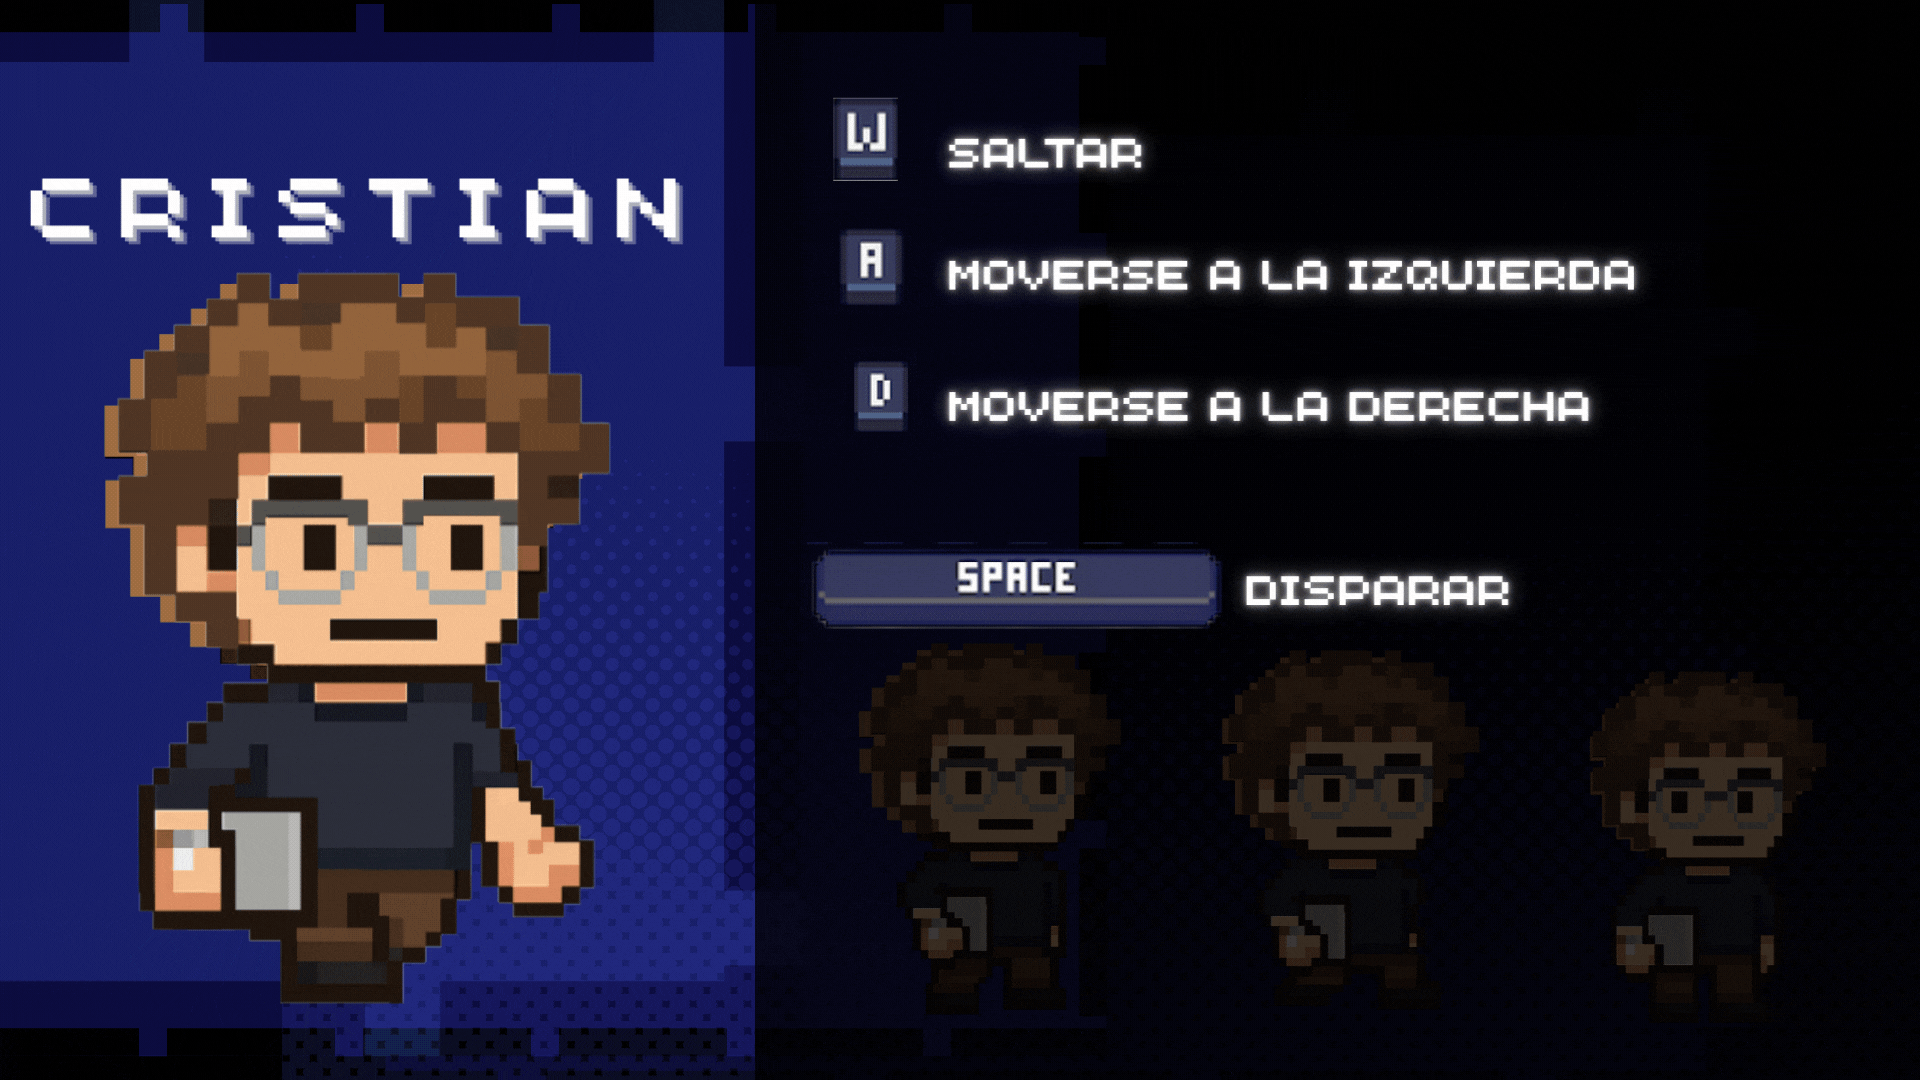 CRISTIAN
W SALTAR
A MOVERSE A LA IZQUIERDA
D MOVERSE A LA DERECHA
SPACE DISPARAR